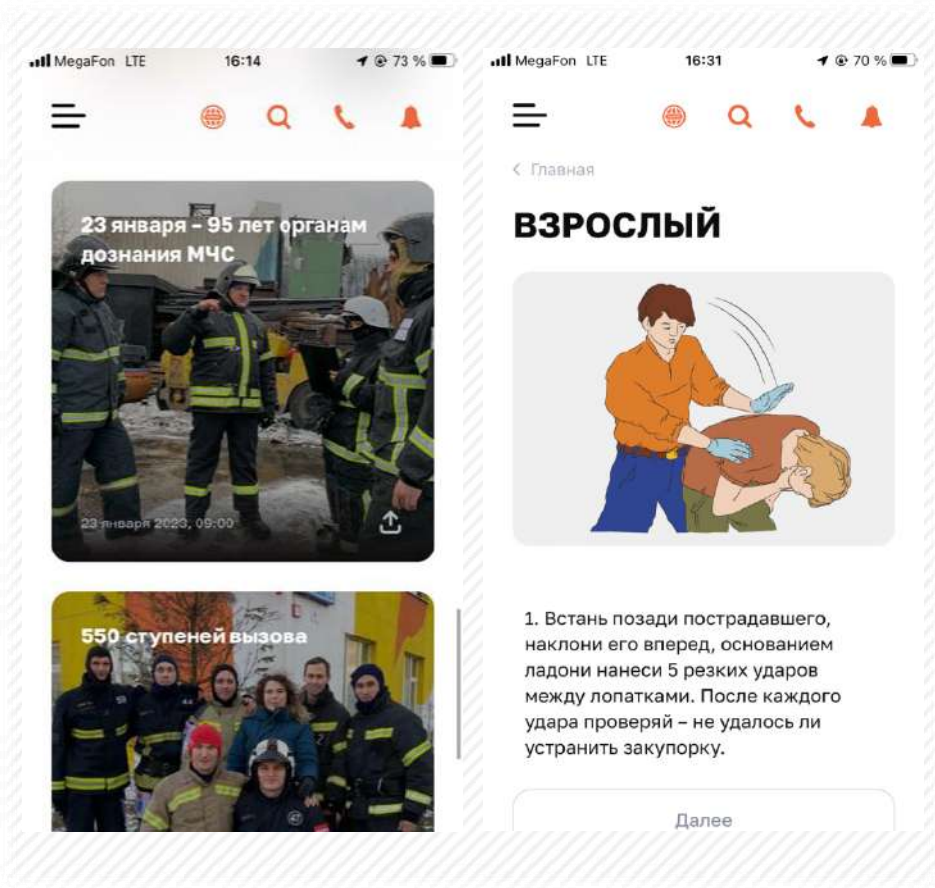 MegaFon LTE 16:14 73 %
23 января – 95 лет органам
дознания МЧС
23 января 2023, 09:00
550 ступеней вызова
MegaFon LTE 16:31 70 %
Главная
ВЗРОСЛЫЙ
1. Встань позади пострадавшего,
наклони его вперед, основанием
ладони нанеси 5 резких ударов
между лопатками. После каждого
удара проверяй – не удалось ли
устранить закупорку.
Далее